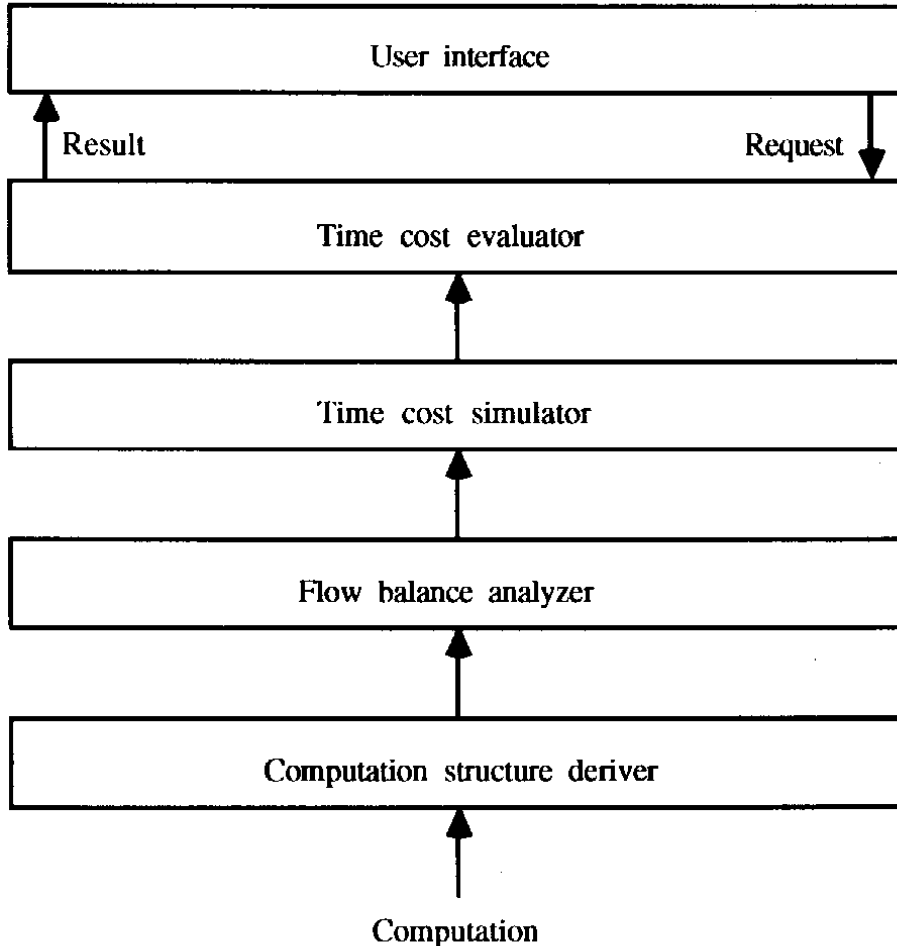 User interface
Result
Request
Time cost evaluator
Time cost simulator
Flow balance analyzer
Computation structure deriver
Computation